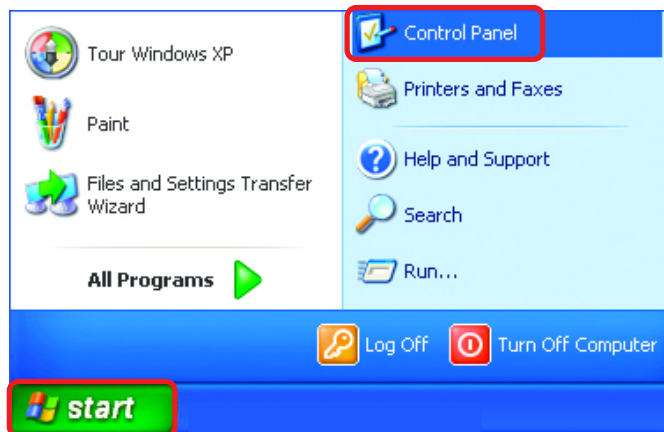 Tour Windows XP
Paint
Files and Settings Transfer
Wizard
All Programs
Control Panel
Printers and Faxes
Help and Support
Search
Run...
Log Off
Turn Off Computer
start